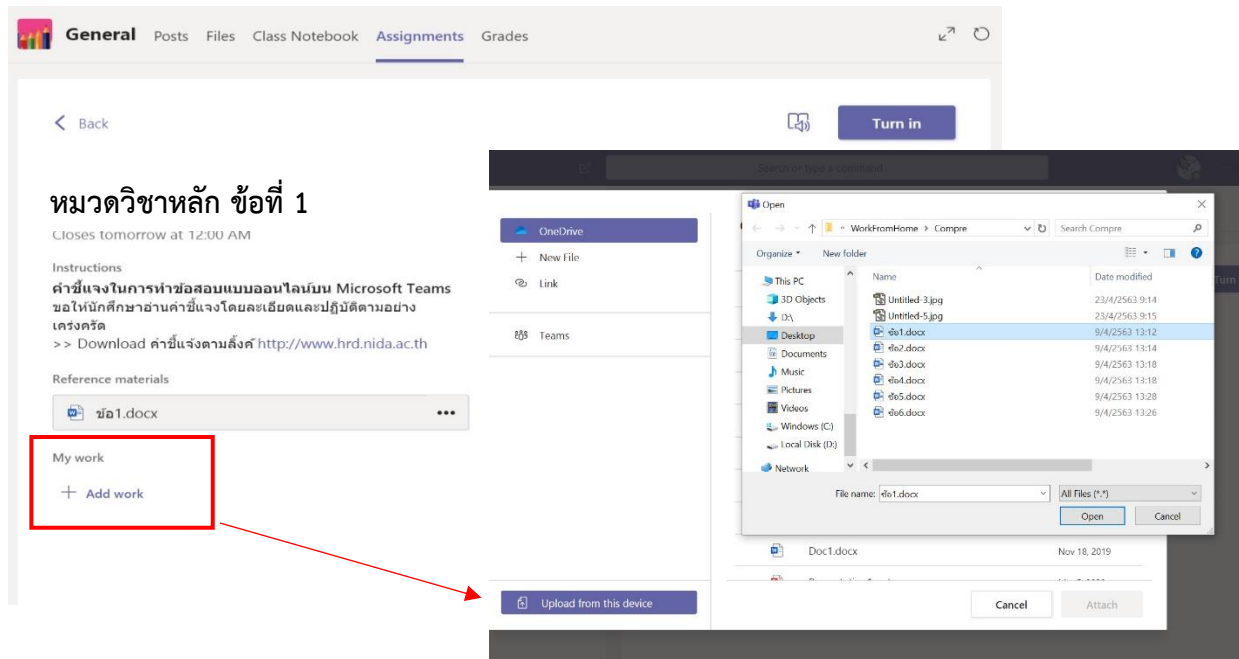 General Posts Files Class Notebook Assignments Grades
Back
Turn in
หมวดวิชาหลัก ข้อที่ 1
Closes tomorrow at 12:00 AM
Instructions
คำชี้แจงในการทำข้อสอบแบบออนไลน์บน Microsoft Teams
ขอให้นักศึกษาอ่านคำชี้แจงโดยละเอียดและปฏิบัติตามอย่าง
เคร่งครัด
>> Download คำชี้แจ้งตามลิ้งค์ http://www.hrd.nida.ac.th
Reference materials
ข้อ1.docx
My work
+ Add work
Search or type a command
OneDrive
+ New File
Link
Teams
Upload from this device
Open
WorkFromHome > Compre
Search Compre
Organize New folder
This PC
3D Objects
D:\
Desktop
Documents
Music
Pictures
Videos
Windows (C:)
Local Disk (D:)
Network
Name Date modified
Untitled-3.jpg 23/4/2563 9:14
Untitled-5.jpg 23/4/2563 9:15
ข้อ1.docx 9/4/2563 13:12
ข้อ2.docx 9/4/2563 13:14
ข้อ3.docx 9/4/2563 13:18
ข้อ4.docx 9/4/2563 13:18
ข้อ5.docx 9/4/2563 13:28
ข้อ6.docx 9/4/2563 13:26
File name: ข้อ1.docx All Files (*.*)
Open Cancel
Turn
Doc1.docx Nov 18, 2019
Cancel Attach